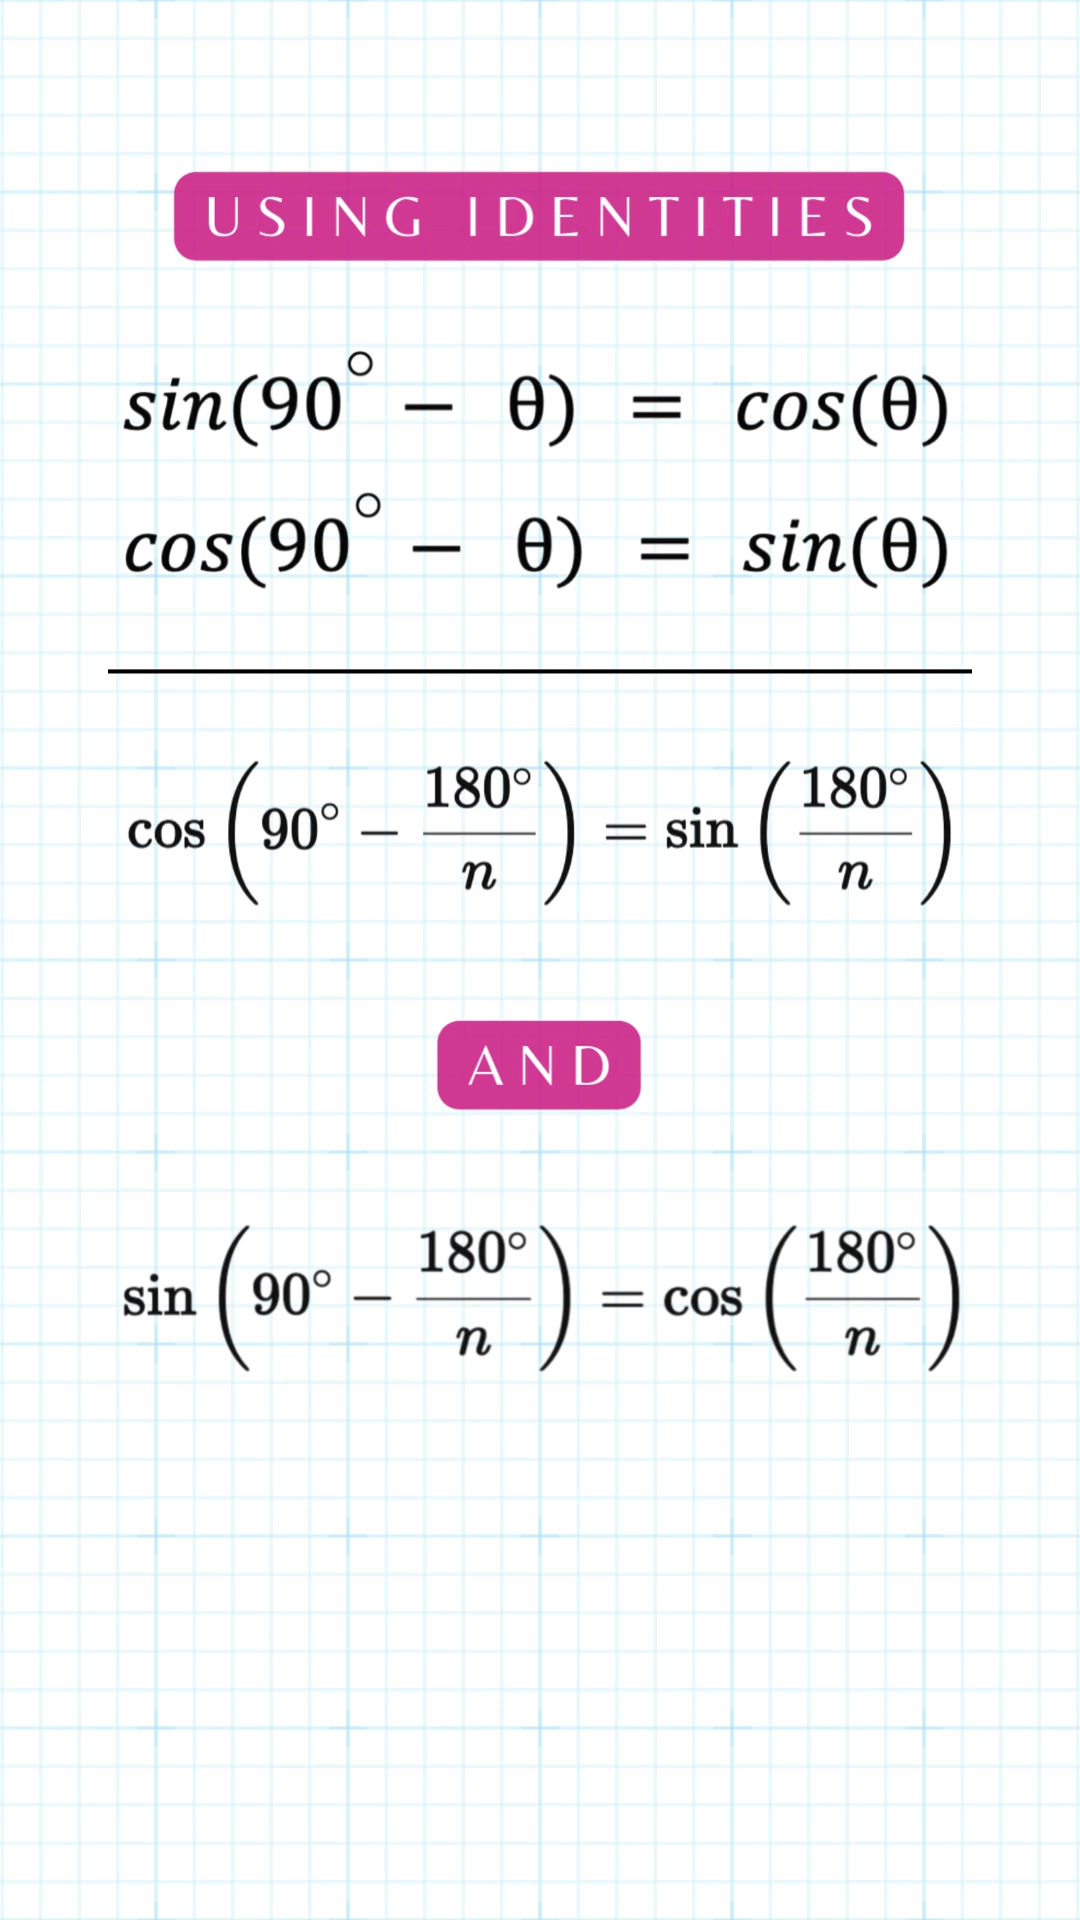 USING IDENTITIES
sin(90° − θ) = cos(θ)
cos(90° − θ) = sin(θ)
cos(90° − 180°/n) = sin(180°/n)
AND
sin(90° − 180°/n) = cos(180°/n)